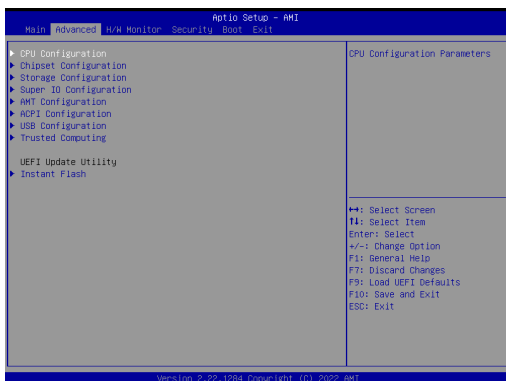 Aptio Setup - AMI
Main Advanced H/W Monitor Security Boot Exit
CPU Configuration
Chipset Configuration
Storage Configuration
Super IO Configuration
AMT Configuration
ACPI Configuration
USB Configuration
Trusted Computing
UEFI Update Utility
Instant Flash
CPU Configuration Parameters
↔: Select Screen
↑↓: Select Item
Enter: Select
+/-: Change Option
F1: General Help
F7: Discard Changes
F9: Load UEFI Defaults
F10: Save and Exit
ESC: Exit
Version 2.22.1284 Copyright (C) 2022 AMI